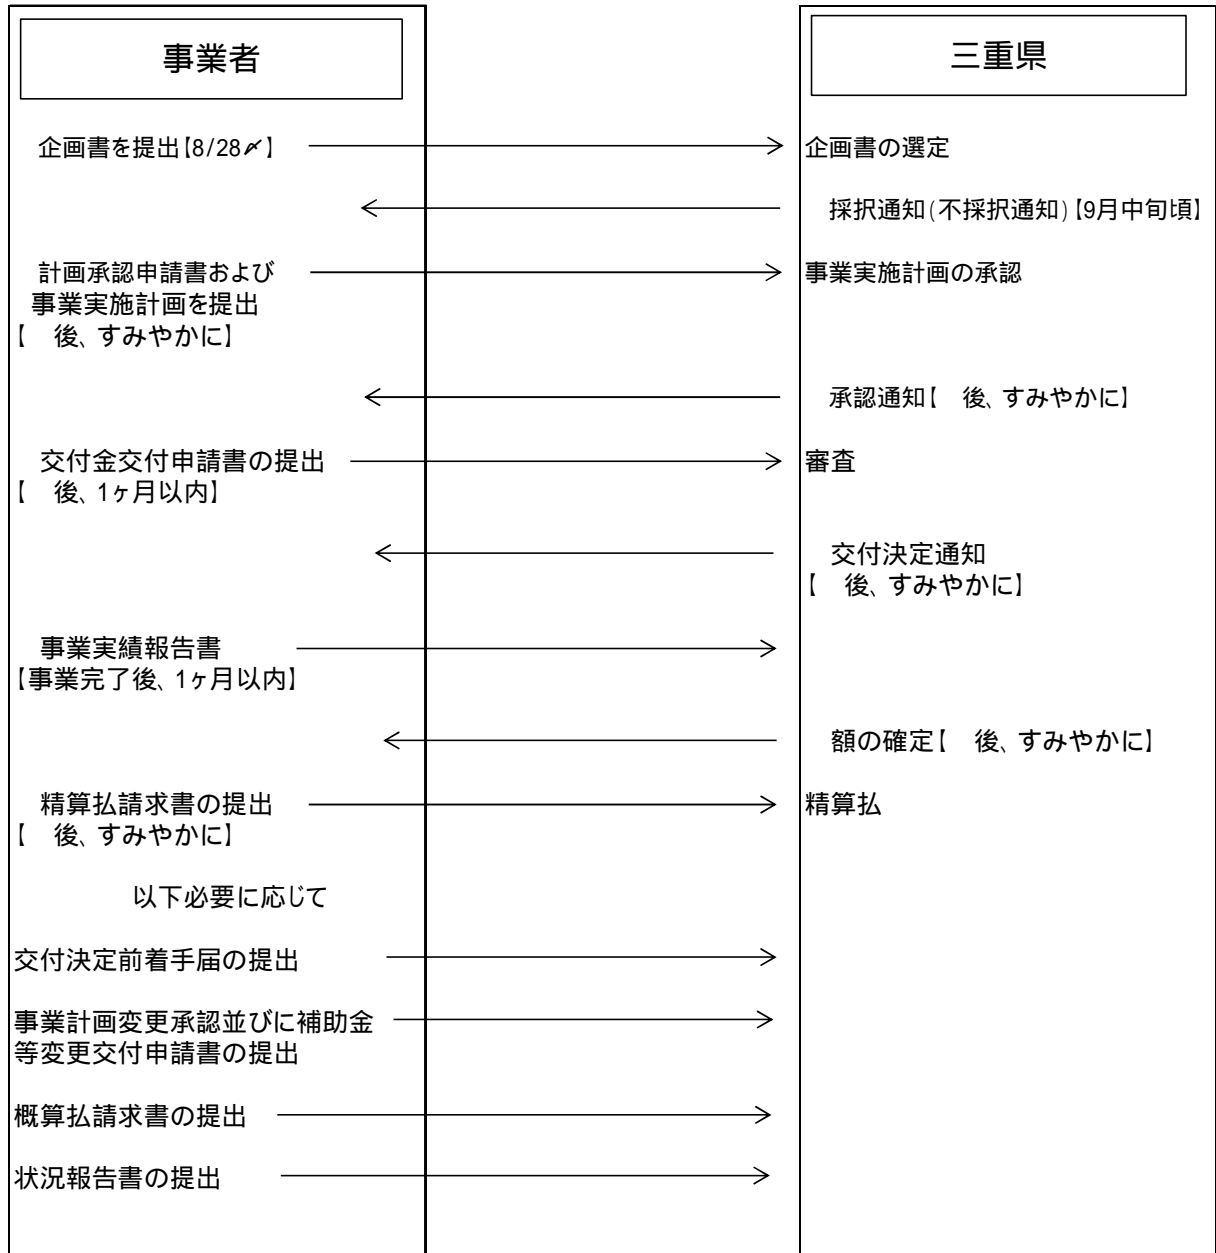 事業者
三重県
企画書を提出【8/28〆】
企画書の選定
採択通知(不採択通知)【9月中旬頃】
計画承認申請書および
事業実施計画の承認
事業実施計画を提出
【　後、すみやかに】
承認通知【　後、すみやかに】
交付金交付申請書の提出
審査
【　後、1ヶ月以内】
交付決定通知
【　後、すみやかに】
事業実績報告書
【事業完了後、1ヶ月以内】
額の確定【　後、すみやかに】
精算払請求書の提出
精算払
【　後、すみやかに】
以下必要に応じて
交付決定前着手届の提出
事業計画変更承認並びに補助金
等変更交付申請書の提出
概算払請求書の提出
状況報告書の提出